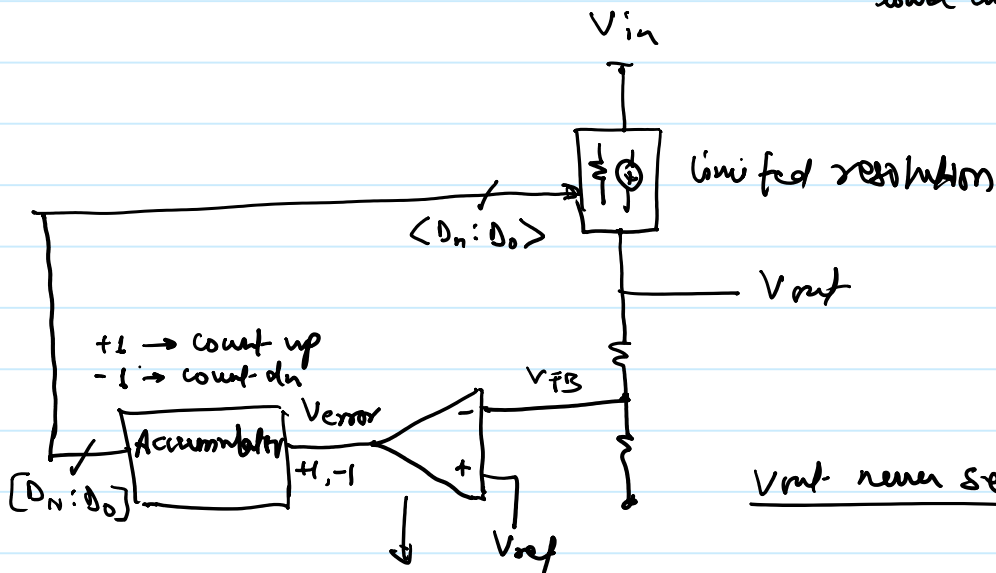 Vin
limited resolution
<Dn:D0>
Vout
+1 → count up
-1 → count dn
VFB
Verror
Accumulator
+1, -1
[DN:D0]
-
+
Vref
Vout never se